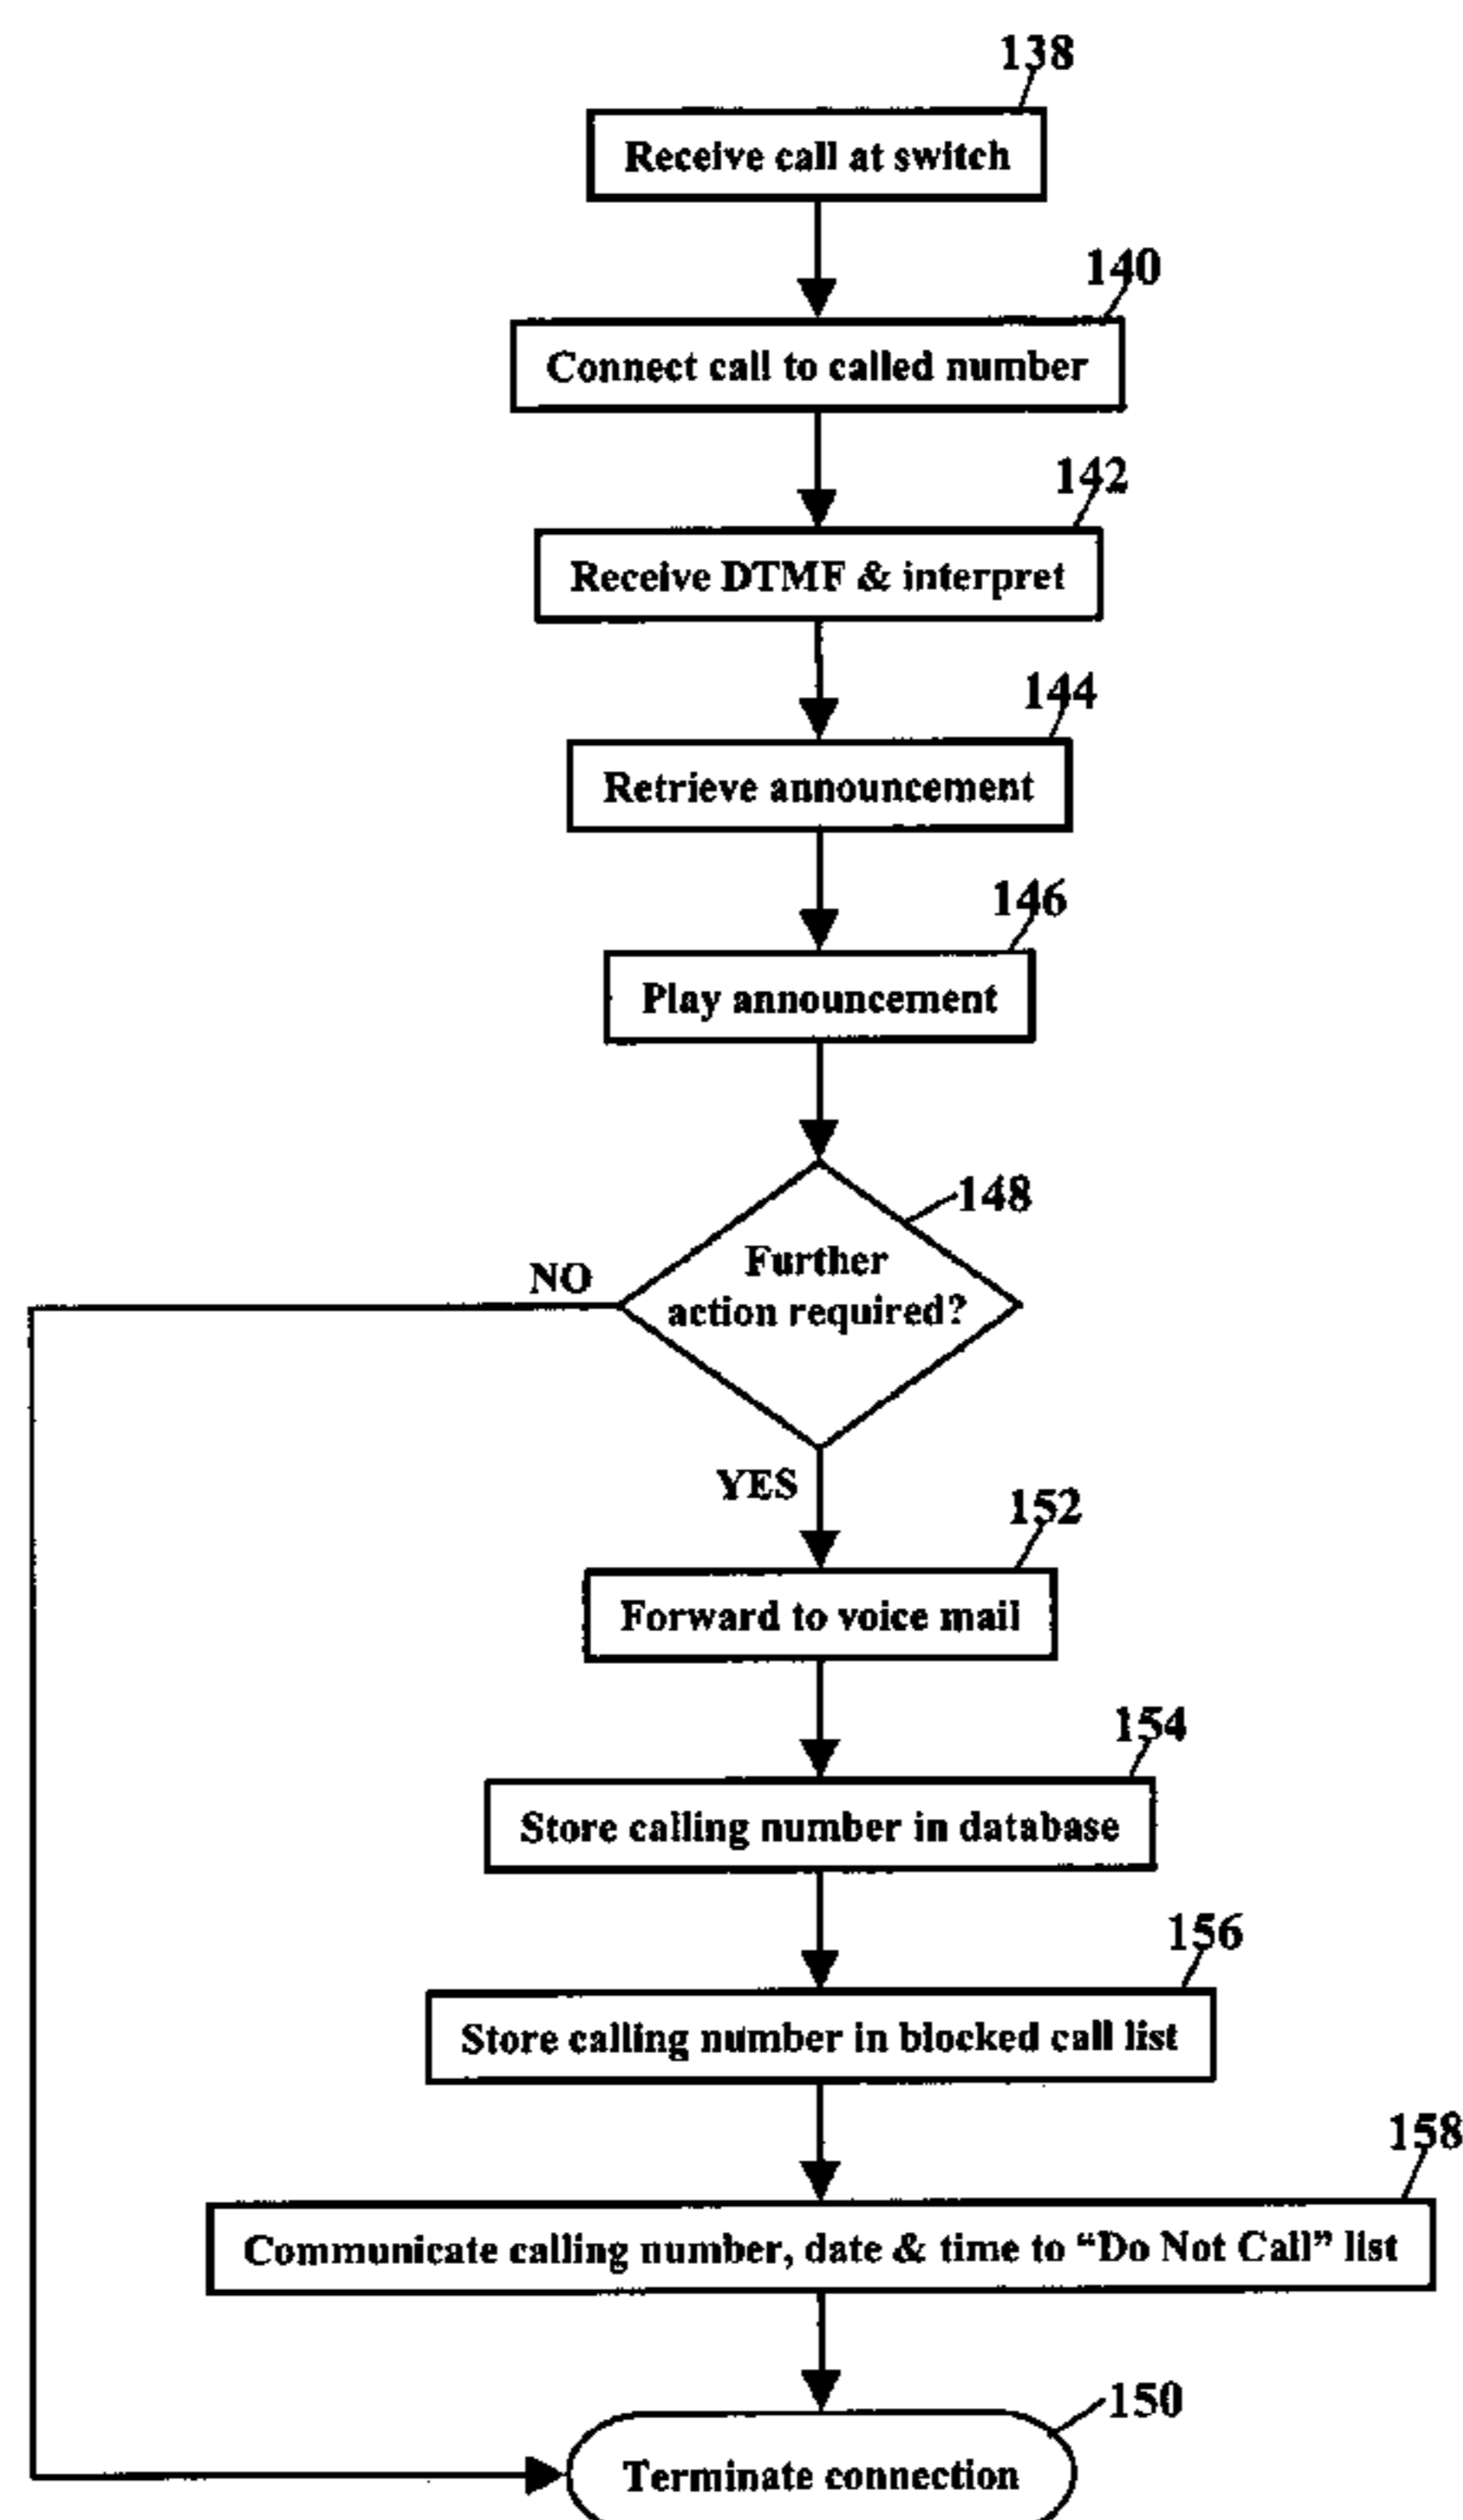 138
Receive call at switch
140
Connect call to called number
142
Receive DTMF & interpret
144
Retrieve announcement
146
Play announcement
148
Further
action required?
NO
YES
152
Forward to voice mail
154
Store calling number in database
156
Store calling number in blocked call list
158
Communicate calling number, date & time to “Do Not Call” list
150
Terminate connection